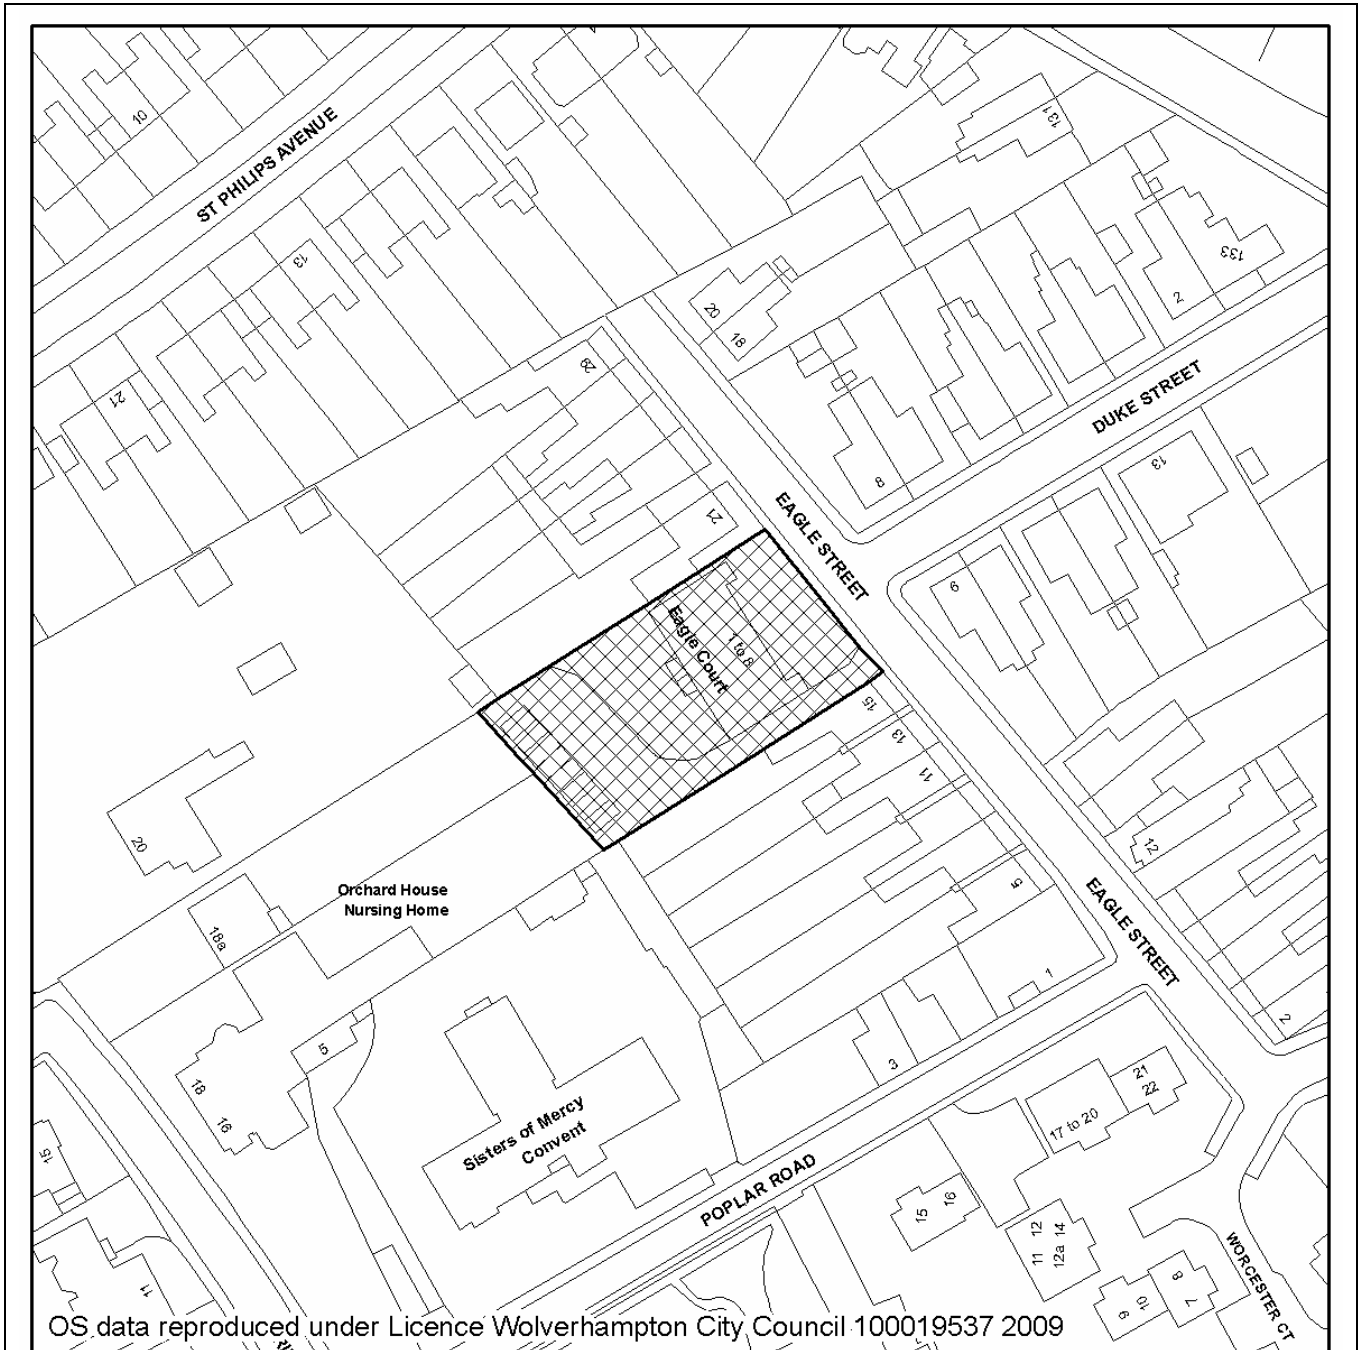 10
ST PHILIPS AVENUE
131
13
133
2
20
18
29
21
DUKE STREET
8
13
21
EAGLE STREET
6
Eagle Court
1 to 8
15
13
11
20
12
Orchard House
Nursing Home
5
EAGLE STREET
18a
1
2
5
3
18
16
21
22
Sisters of Mercy
Convent
17 to 20
15
POPLAR ROAD
16
15
12
11
14
12a
WORCESTER CT
8
7
10
9
11
OS data reproduced under Licence Wolverhampton City Council 100019537 2009